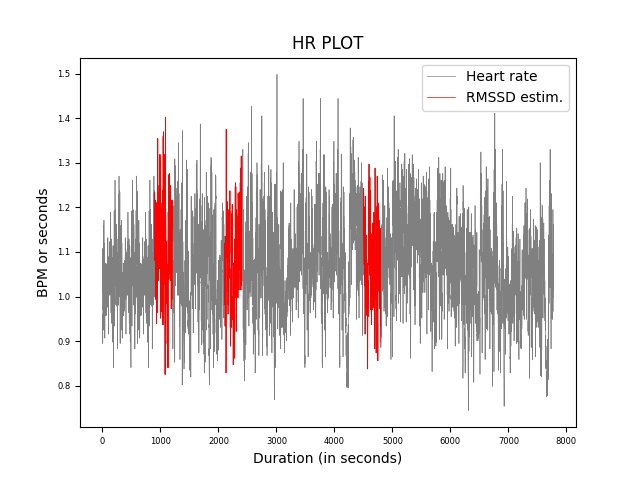 HR PLOT
Heart rate
RMSSD estim.
BPM or seconds
1.5
1.4
1.3
1.2
1.1
1.0
0.9
0.8
0 1000 2000 3000 4000 5000 6000 7000 8000
Duration (in seconds)